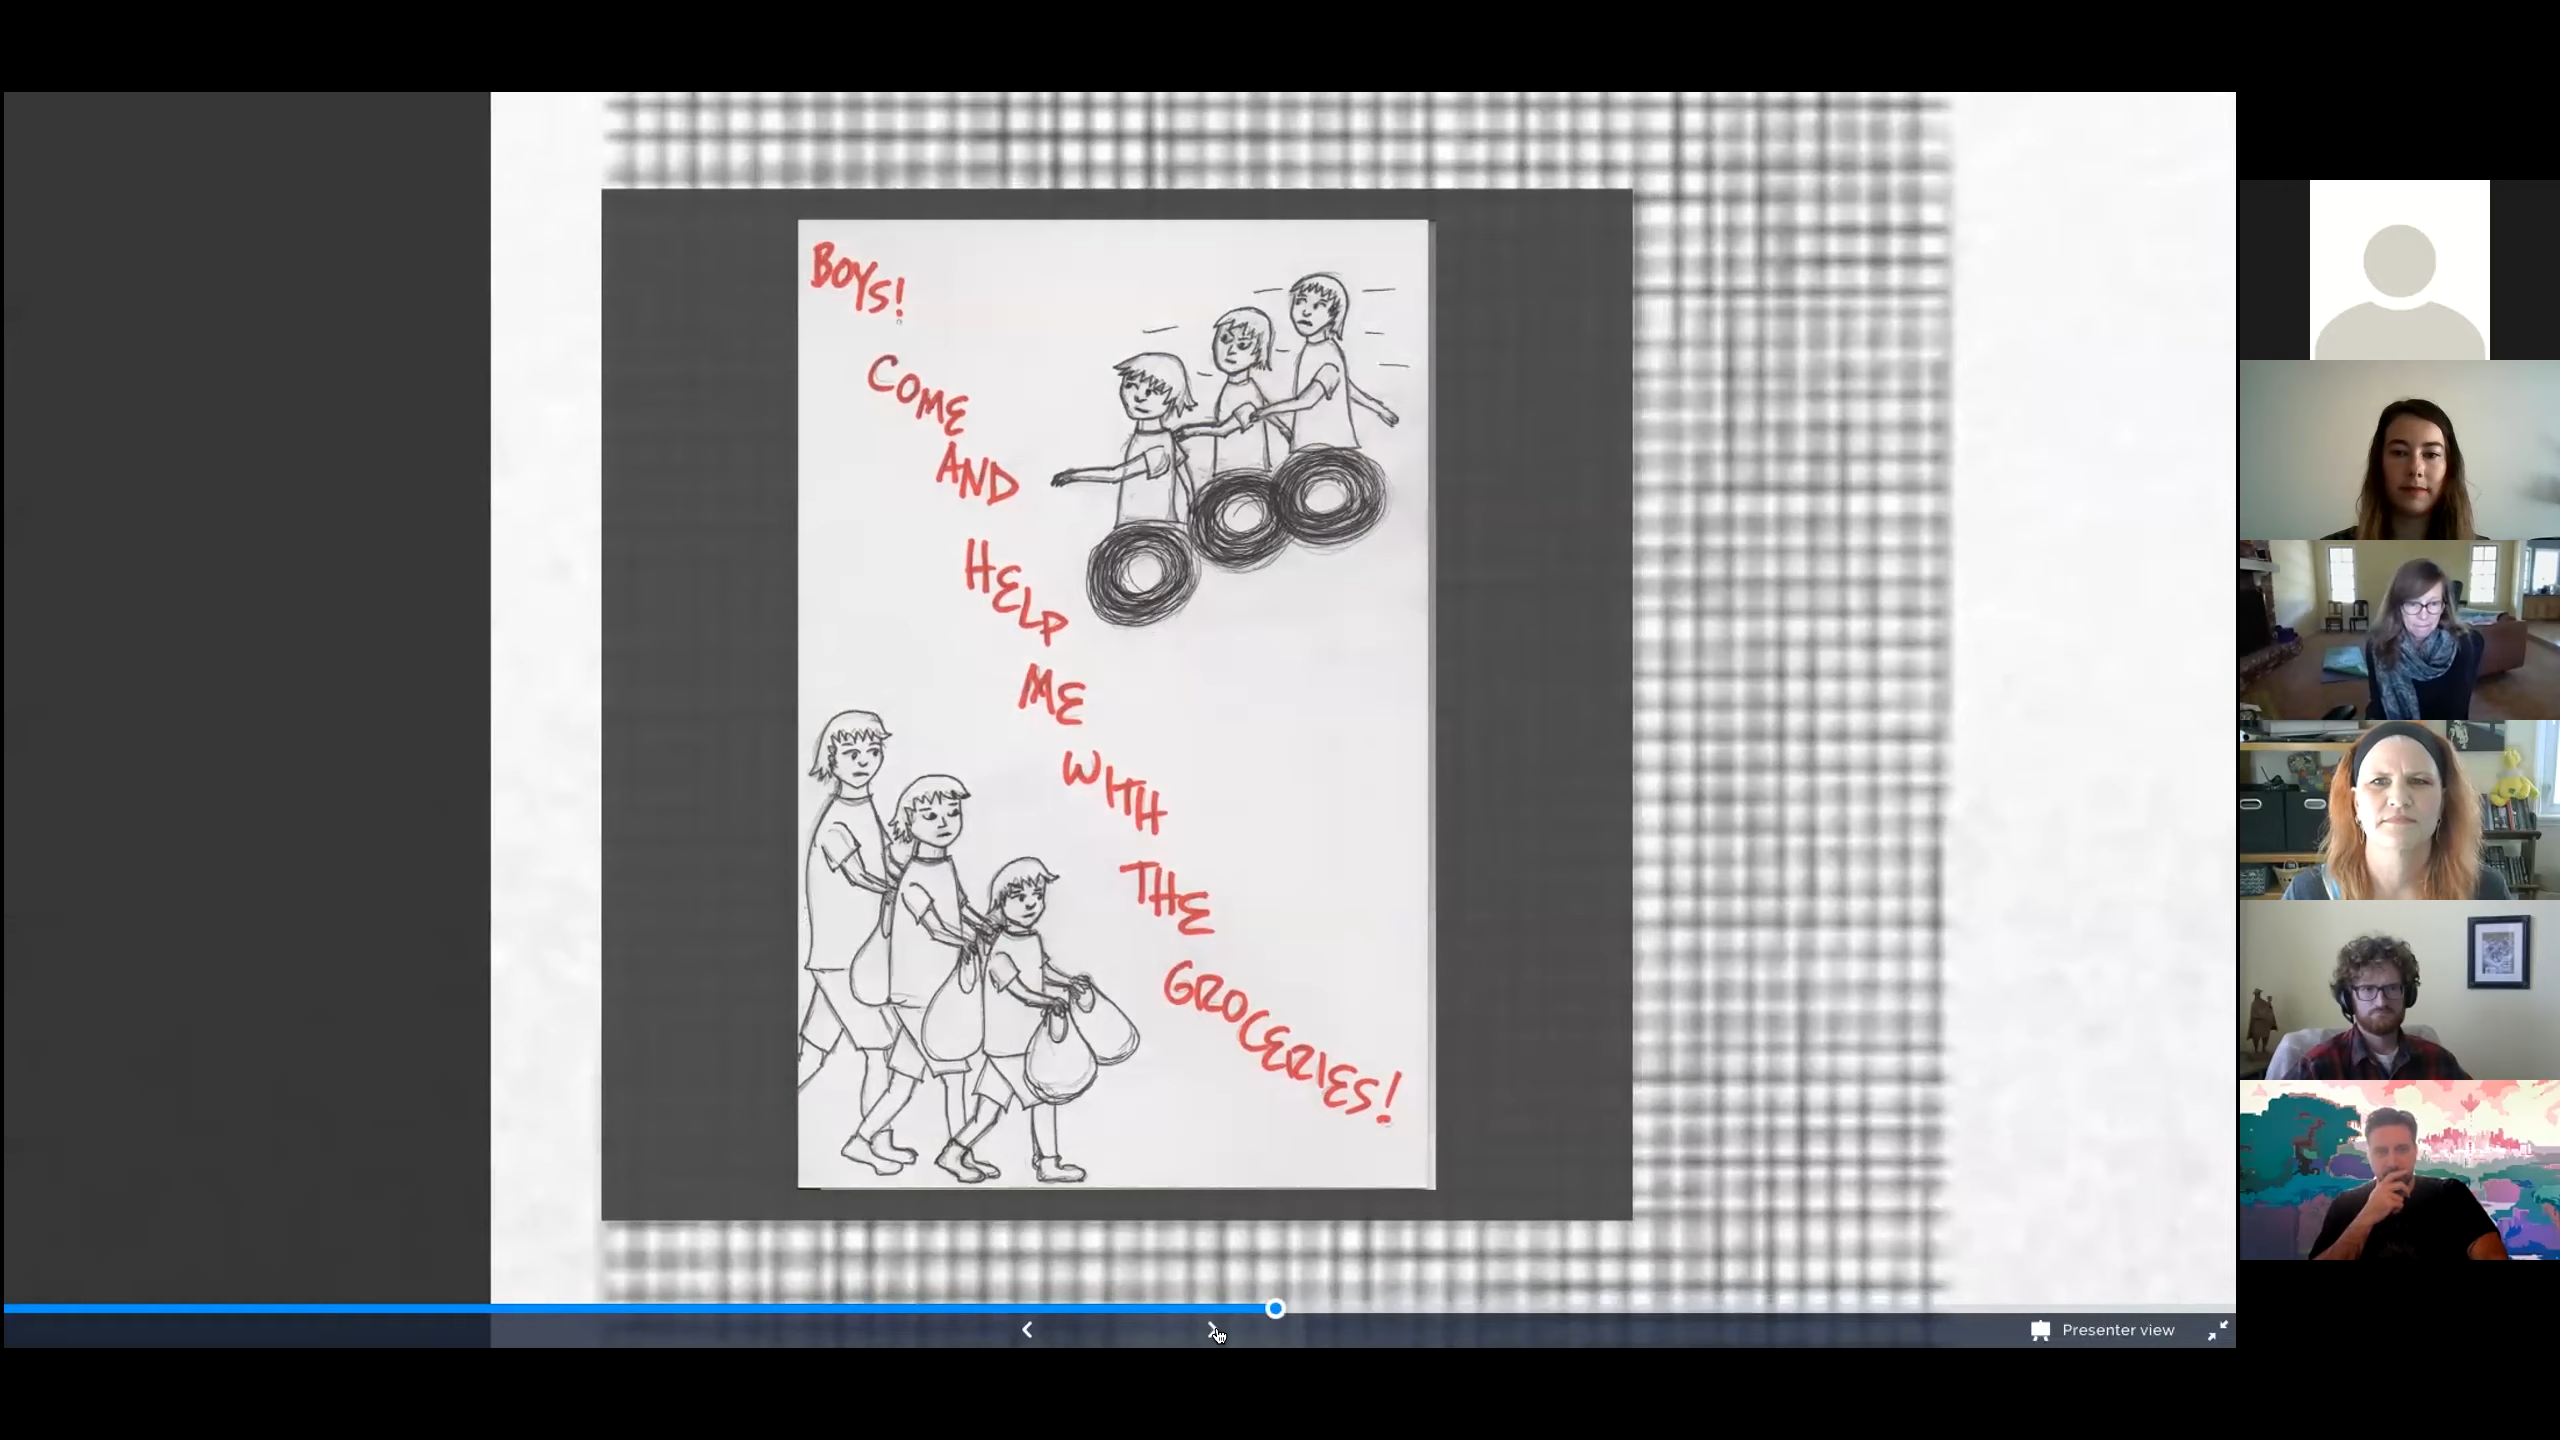 BOYS!
COME
AND
HELP
ME
WITH
THE
GROCERIES!
Presenter view